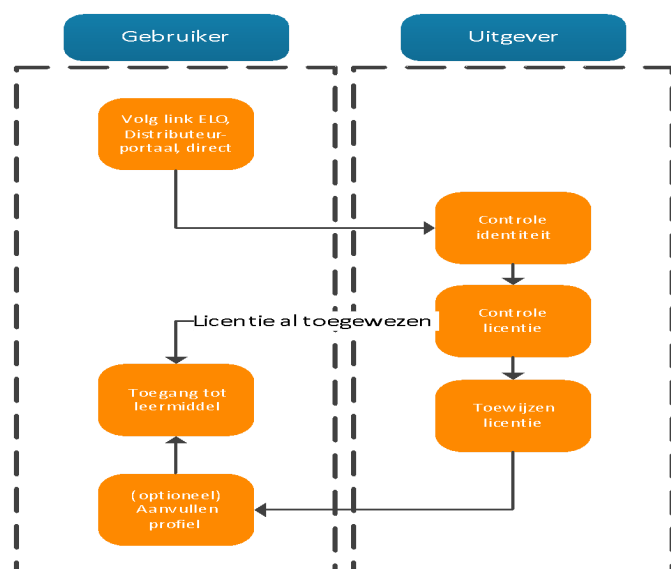 Gebruiker
Uitgever
Volg link ELO,
Distributeur-
portaal, direct
Controle
identiteit
Controle
licentie
Licentie al toegewezen
Toegang tot
leermiddel
Toewijzen
licentie
(optioneel)
Aanvullen
profiel